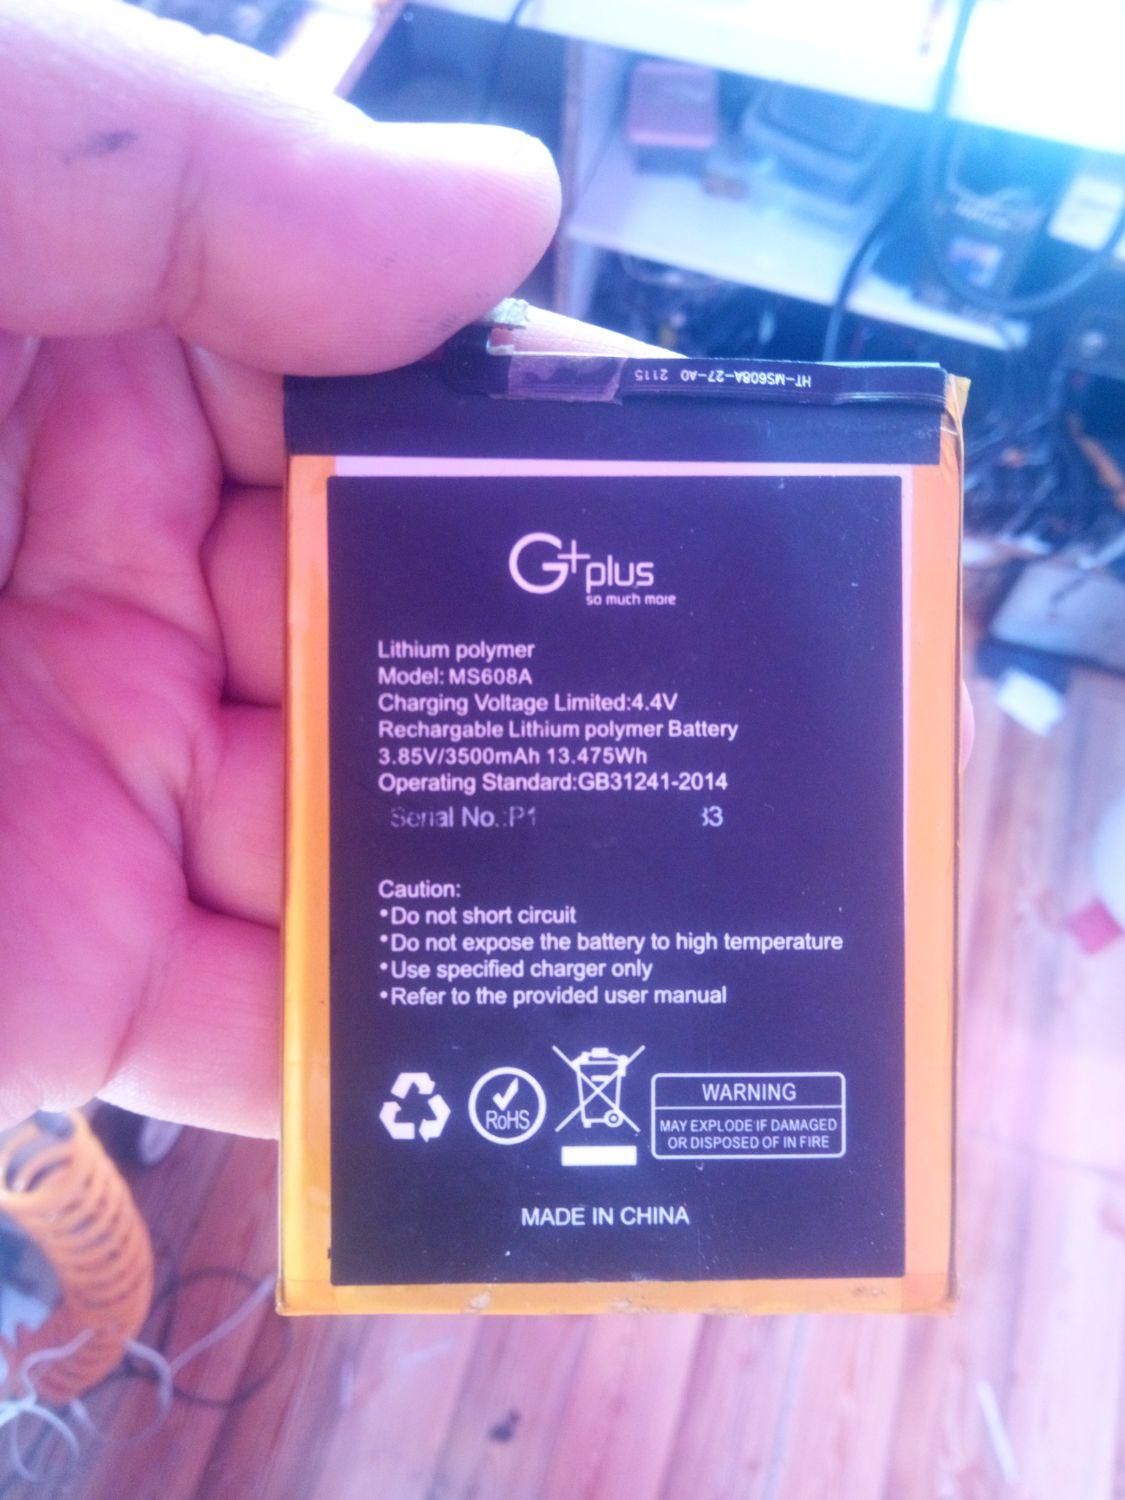 HT-MS608A-27-A0 2115
G+plus
so much more
Lithium polymer
Model: MS608A
Charging Voltage Limited:4.4V
Rechargable Lithium polymer Battery
3.85V/3500mAh 13.475Wh
Operating Standard:GB31241-2014
Serial No.:P1 33
Caution:
•Do not short circuit
•Do not expose the battery to high temperature
•Use specified charger only
•Refer to the provided user manual
RoHS
WARNING
MAY EXPLODE IF DAMAGED
OR DISPOSED OF IN FIRE
MADE IN CHINA